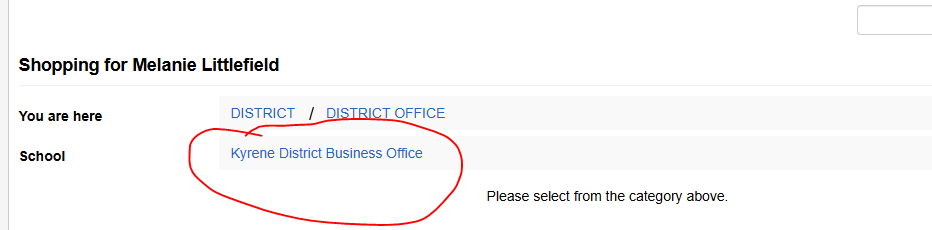 Shopping for Melanie Littlefield
You are here DISTRICT / DISTRICT OFFICE
School Kyrene District Business Office
Please select from the category above.